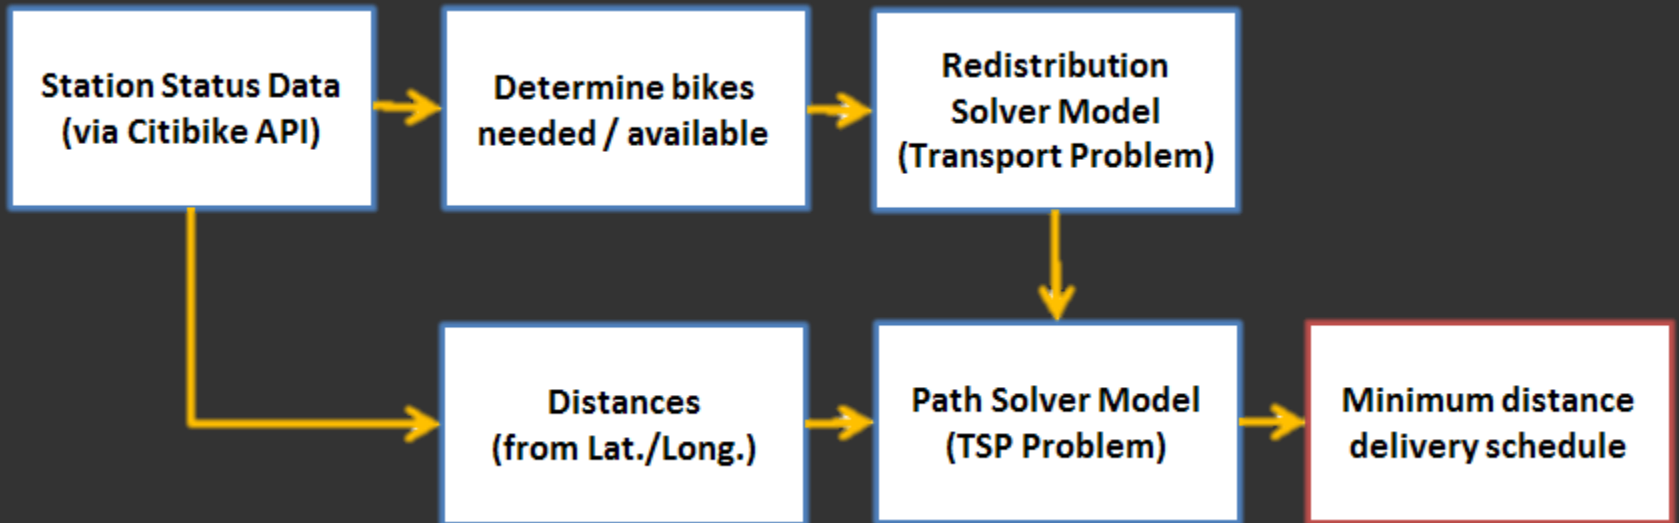 Station Status Data
(via Citibike API)
Determine bikes
needed / available
Redistribution
Solver Model
(Transport Problem)
Distances
(from Lat./Long.)
Path Solver Model
(TSP Problem)
Minimum distance
delivery schedule